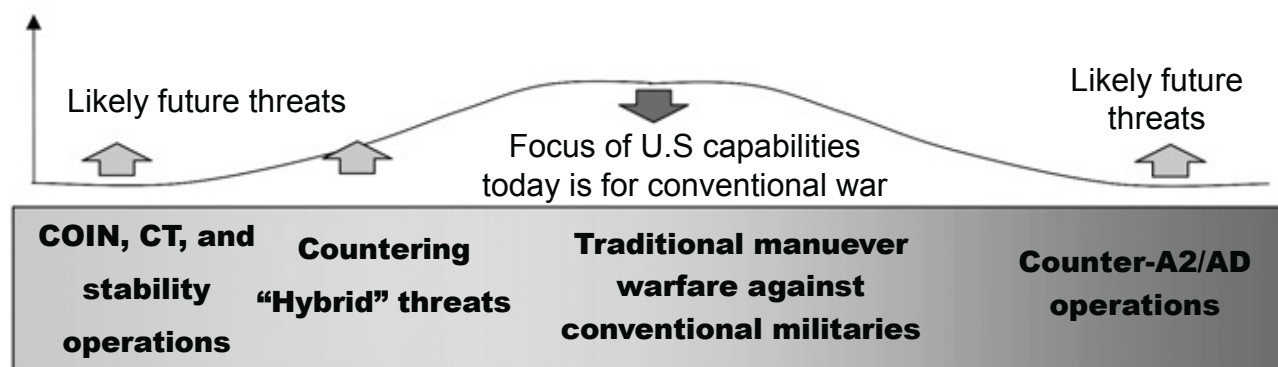 Likely future threats
Likely future
threats
Focus of U.S capabilities
today is for conventional war
COIN, CT, and
stability
operations
Countering
“Hybrid” threats
Traditional manuever
warfare against
conventional militaries
Counter-A2/AD
operations